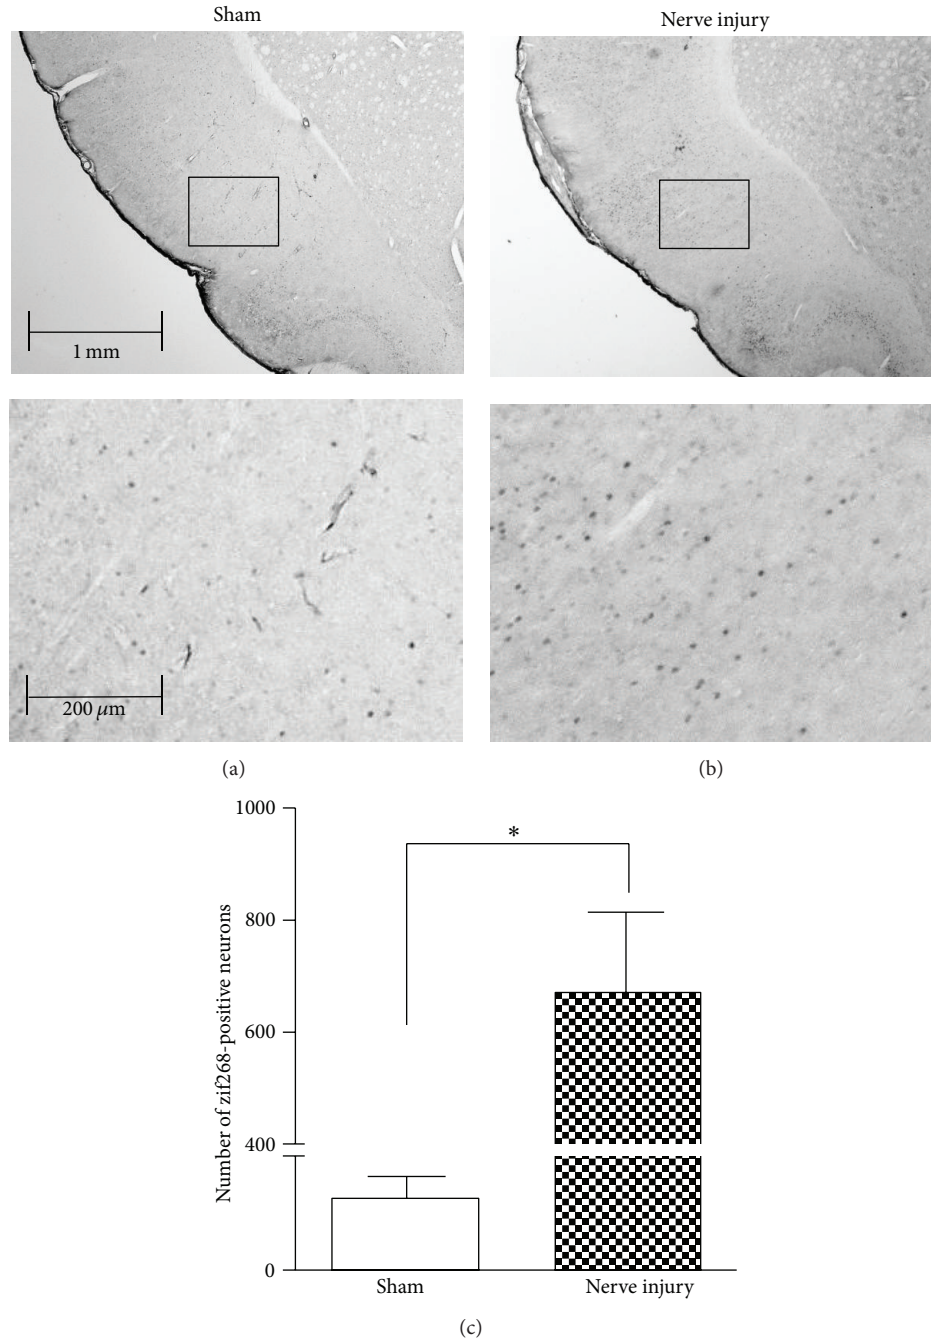 Sham
Nerve injury
1 mm
200 μm
(a)
(b)
1000
800
600
400
0
Number of zif268-positive neurons
*
Sham
Nerve injury
(c)